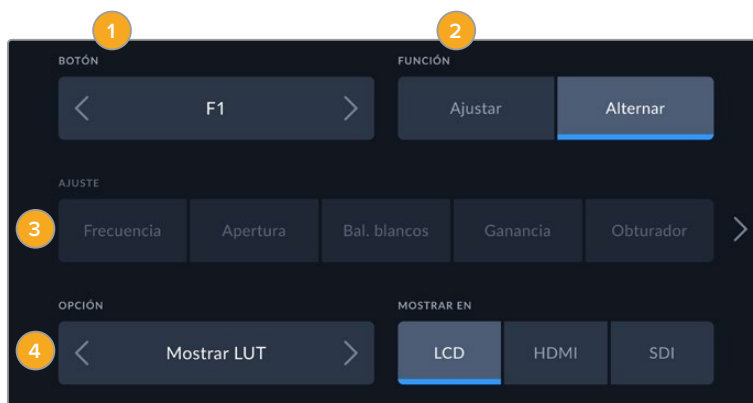 1 2
BOTÓN FUNCIÓN
F1 Ajustar Alternar
AJUSTE
3 Frecuencia Apertura Bal. blancos Ganancia Obturador
OPCIÓN MOSTRAR EN
4 Mostrar LUT LCD HDMI SDI